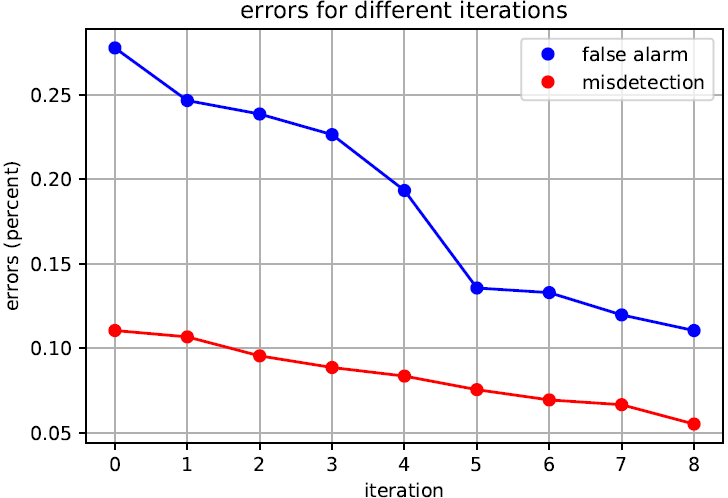 errors for different iterations
false alarm
misdetection
errors (percent)
0.25
0.20
0.15
0.10
0.05
0 1 2 3 4 5 6 7 8
iteration